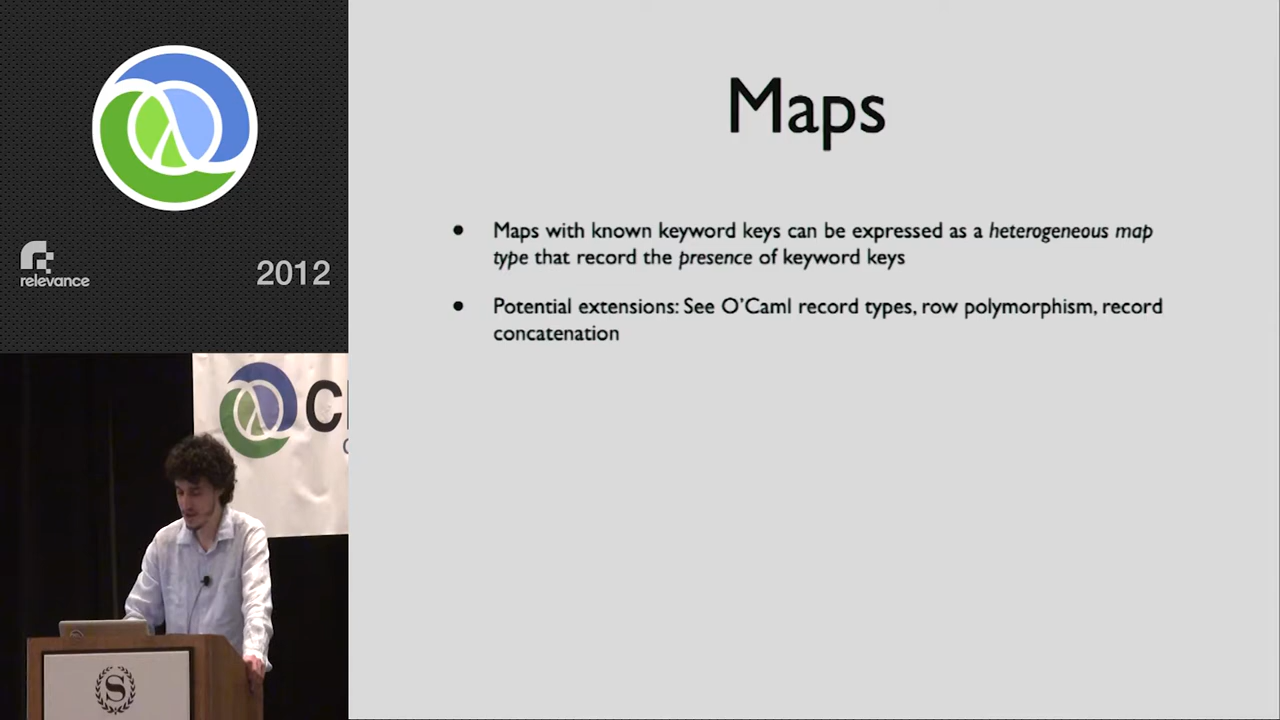 Maps
• Maps with known keyword keys can be expressed as a heterogeneous map
type that record the presence of keyword keys
• Potential extensions: See O'Caml record types, row polymorphism, record
concatenation
relevance
2012
S